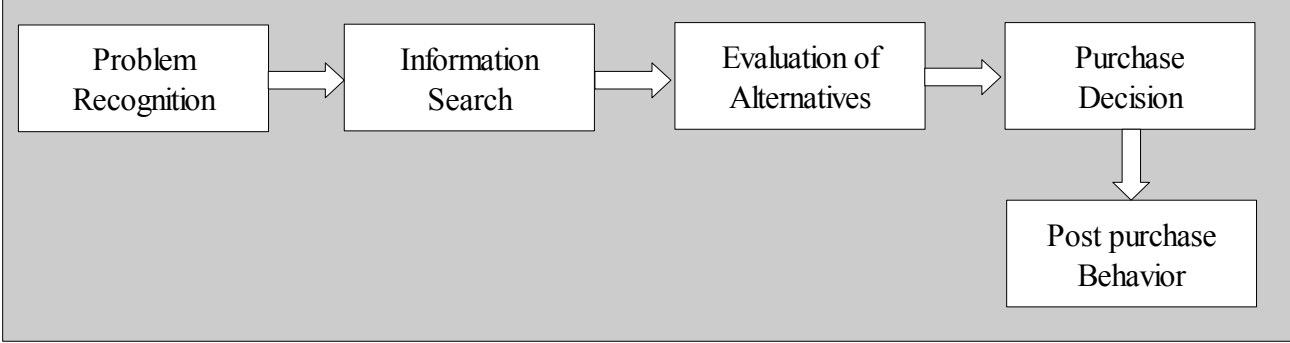 Problem
Recognition
Information
Search
Evaluation of
Alternatives
Purchase
Decision
Post purchase
Behavior